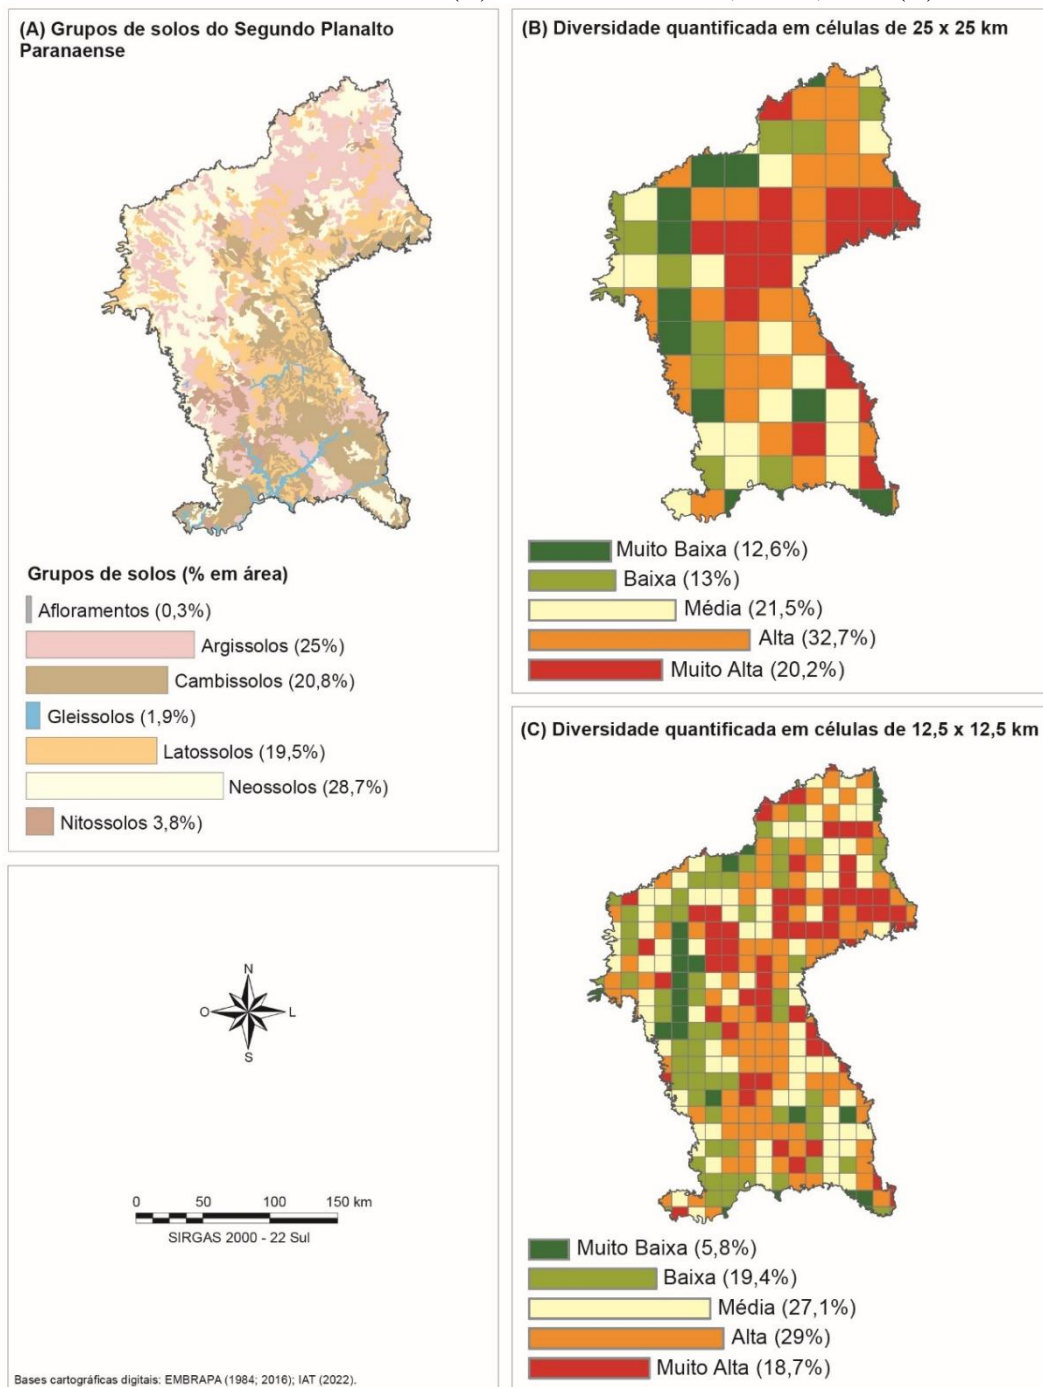 (A) Grupos de solos do Segundo Planalto
Paranaense
Grupos de solos (% em área)
Afloramentos (0,3%)
Argissolos (25%)
Cambissolos (20,8%)
Gleissolos (1,9%)
Latossolos (19,5%)
Neossolos (28,7%)
Nitossolos 3,8%)
N
O
L
S
0 50 100 150 km
SIRGAS 2000 - 22 Sul
Bases cartográficas digitais: EMBRAPA (1984; 2016); IAT (2022).
(B) Diversidade quantificada em células de 25 x 25 km
Muito Baixa (12,6%)
Baixa (13%)
Média (21,5%)
Alta (32,7%)
Muito Alta (20,2%)
(C) Diversidade quantificada em células de 12,5 x 12,5 km
Muito Baixa (5,8%)
Baixa (19,4%)
Média (27,1%)
Alta (29%)
Muito Alta (18,7%)